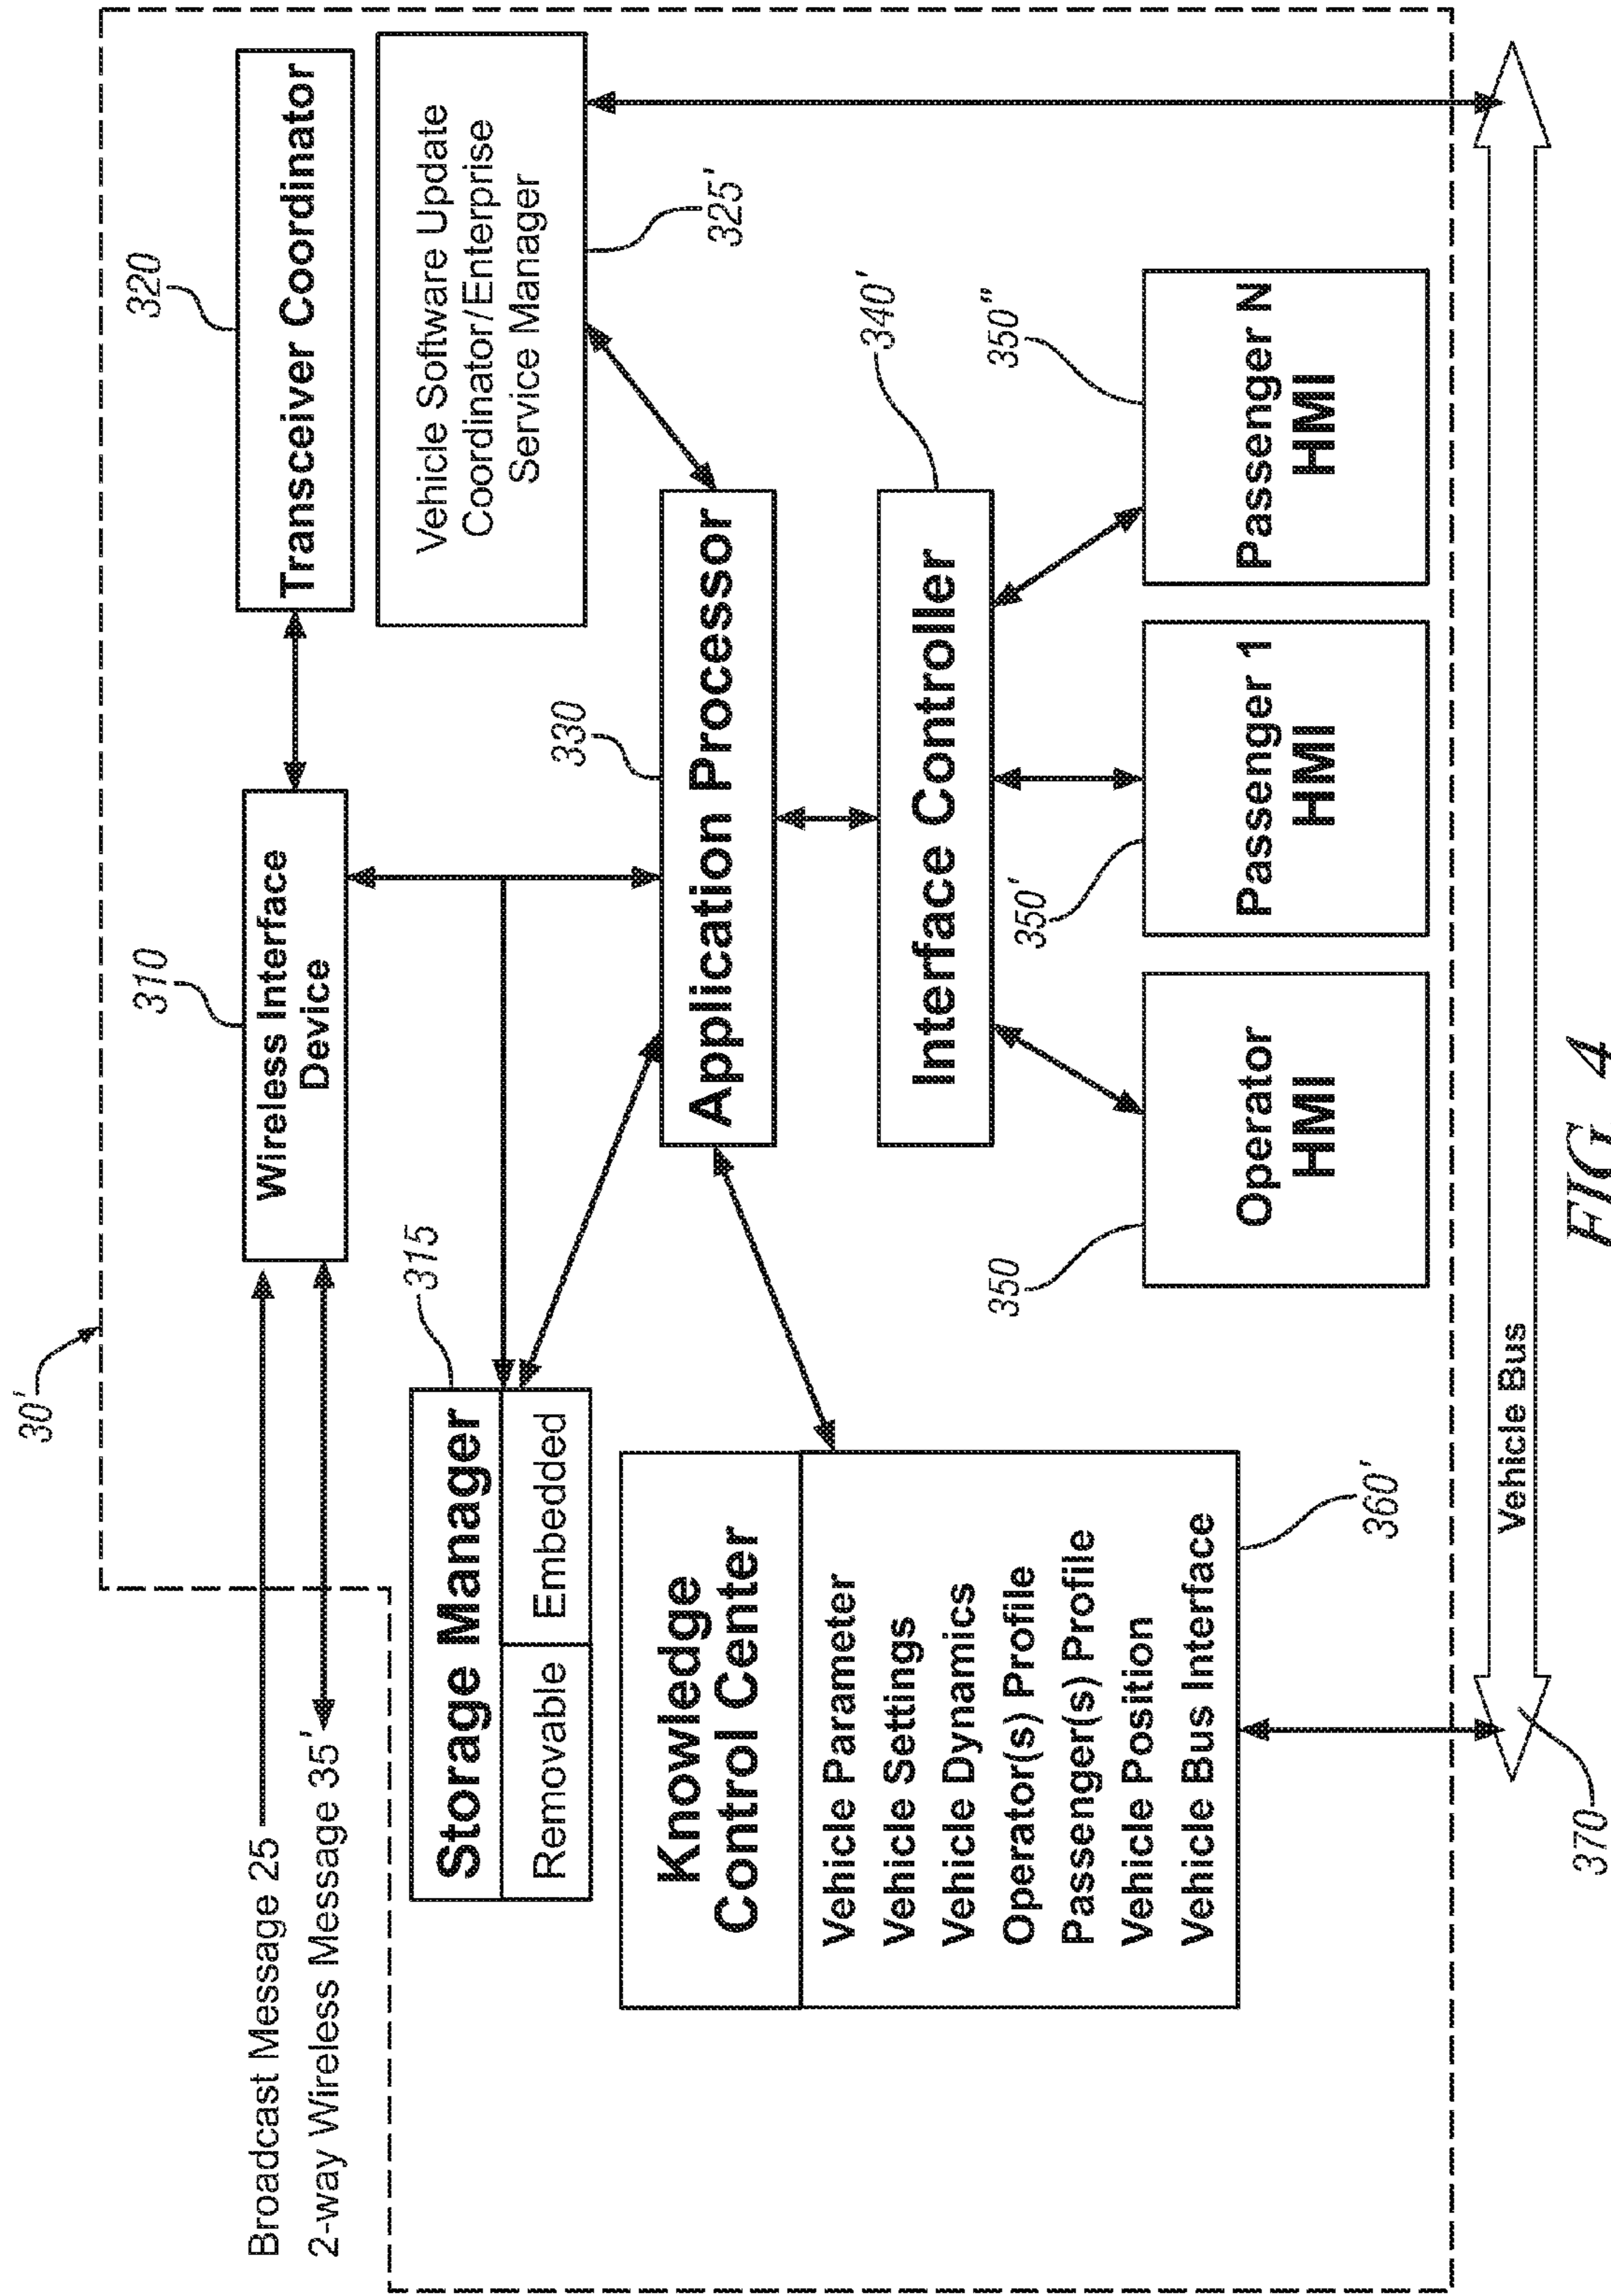 30'
Broadcast Message 25
2-way Wireless Message 35'
310
Wireless Interface
Device
320
Transceiver Coordinator
315
Storage Manager
Removable
Embedded
Vehicle Software Update
Coordinator/Enterprise
Service Manager
325'
330
Application Processor
Knowledge
Control Center
Vehicle Parameter
Vehicle Settings
Vehicle Dynamics
Operator(s) Profile
Passenger(s) Profile
Vehicle Position
Vehicle Bus Interface
360'
340'
Interface Controller
350
Operator
HMI
350'
Passenger 1
HMI
350"
Passenger N
HMI
Vehicle Bus
370
FIG. 4